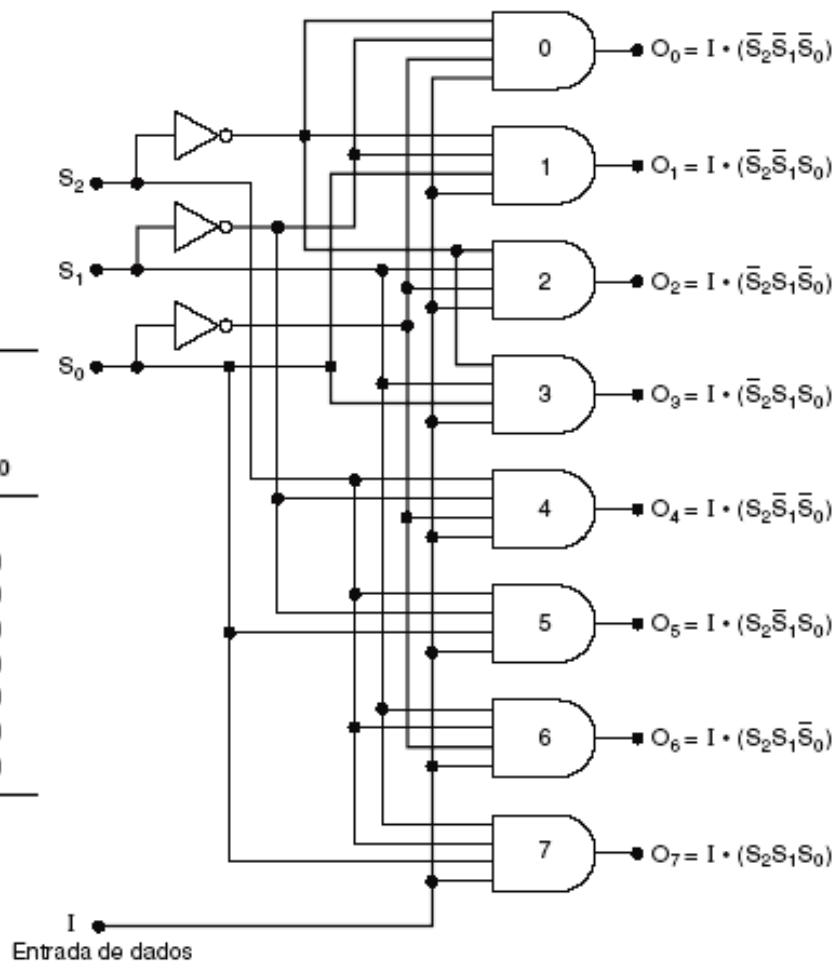 0
O₀ = I • (S̅₂S̅₁S̅₀)
1
O₁ = I • (S̅₂S̅₁S₀)
S₂
2
O₂ = I • (S̅₂S₁S̅₀)
S₁
S₀
3
O₃ = I • (S̅₂S₁S₀)
0
4
O₄ = I • (S₂S̅₁S̅₀)
5
O₅ = I • (S₂S̅₁S₀)
6
O₆ = I • (S₂S₁S̅₀)
7
O₇ = I • (S₂S₁S₀)
I
Entrada de dados